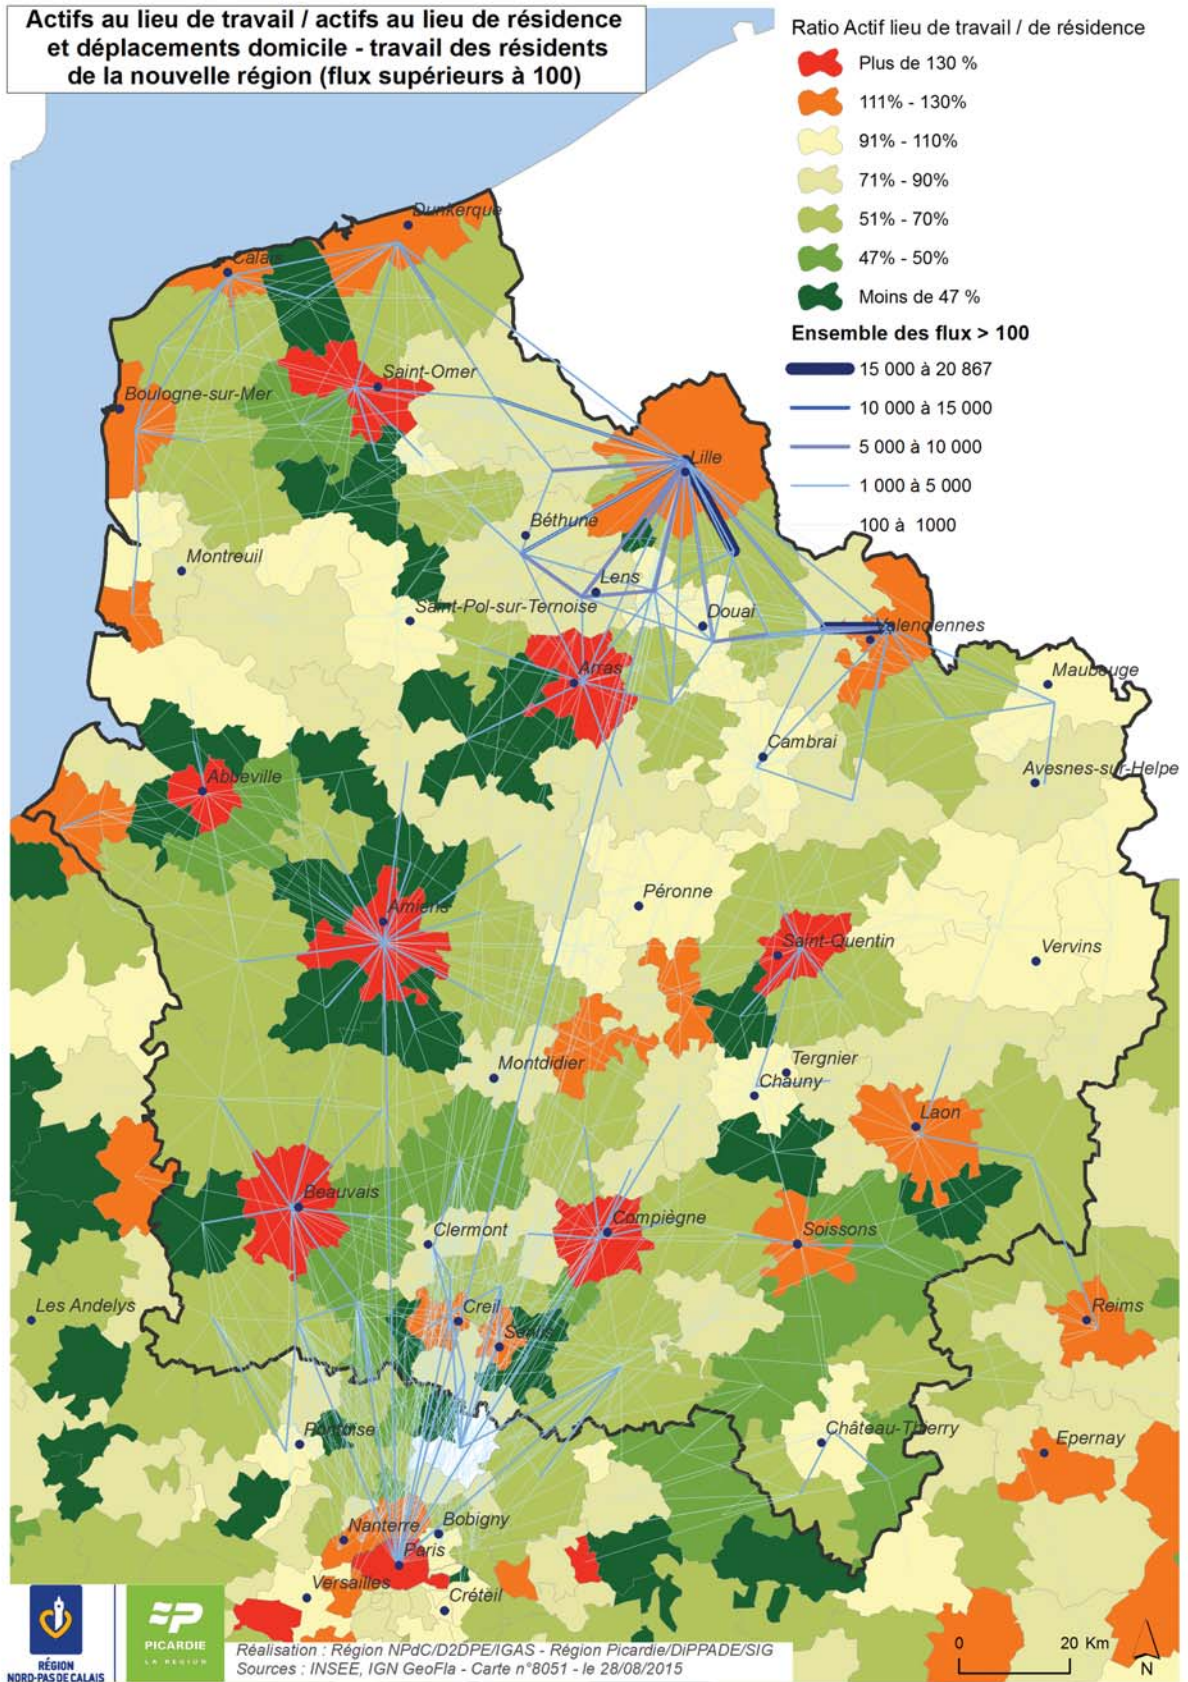 Actifs au lieu de travail / actifs au lieu de résidence
et déplacements domicile - travail des résidents
de la nouvelle région (flux supérieurs à 100)
Ratio Actif lieu de travail / de résidence
Plus de 130 %
111% - 130%
91% - 110%
71% - 90%
51% - 70%
47% - 50%
Moins de 47 %
Ensemble des flux > 100
15 000 à 20 867
10 000 à 15 000
5 000 à 10 000
1 000 à 5 000
100 à 1000
Dunkerque
Calais
Saint-Omer
Boulogne-sur-Mer
Lille
Béthune
Montreuil
Lens
Saint-Pol-sur-Ternoise
Douai
Valenciennes
Arras
Maubeuge
Cambrai
Abbeville
Avesnes-sur-Helpe
Péronne
Amiens
Saint-Quentin
Vervins
Montdidier
Tergnier
Chauny
Laon
Beauvais
Compiègne
Clermont
Soissons
Les Andelys
Creil
Reims
Senlis
Pontoise
Château-Thierry
Epernay
Nanterre
Bobigny
Paris
Versailles
Créteil
RÉGION
NORD-PAS DE CALAIS
PICARDIE
LA REGION
Réalisation : Région NPdC/D2DPE/IGAS - Région Picardie/DiPPADE/SIG
Sources : INSEE, IGN GeoFla - Carte n°8051 - le 28/08/2015
0 20 Km
N